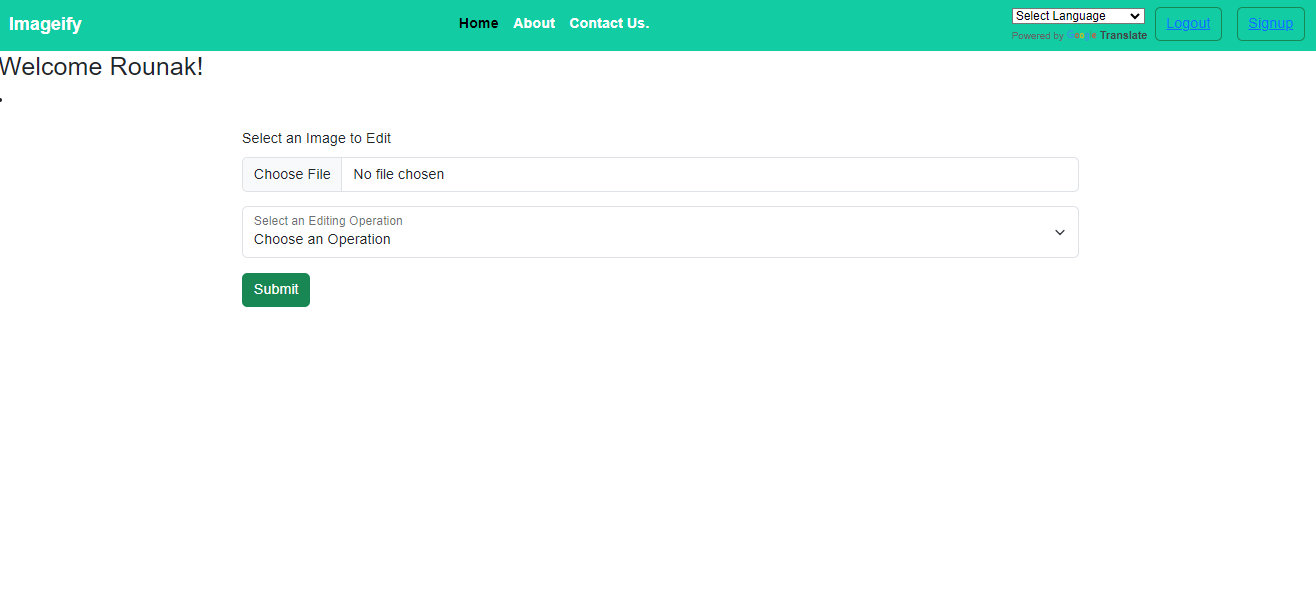 Imageify
Home About Contact Us.
Select Language
Powered by Google Translate
Logout
Signup
Welcome Rounak!
Select an Image to Edit
Choose File No file chosen
Select an Editing Operation
Choose an Operation
Submit